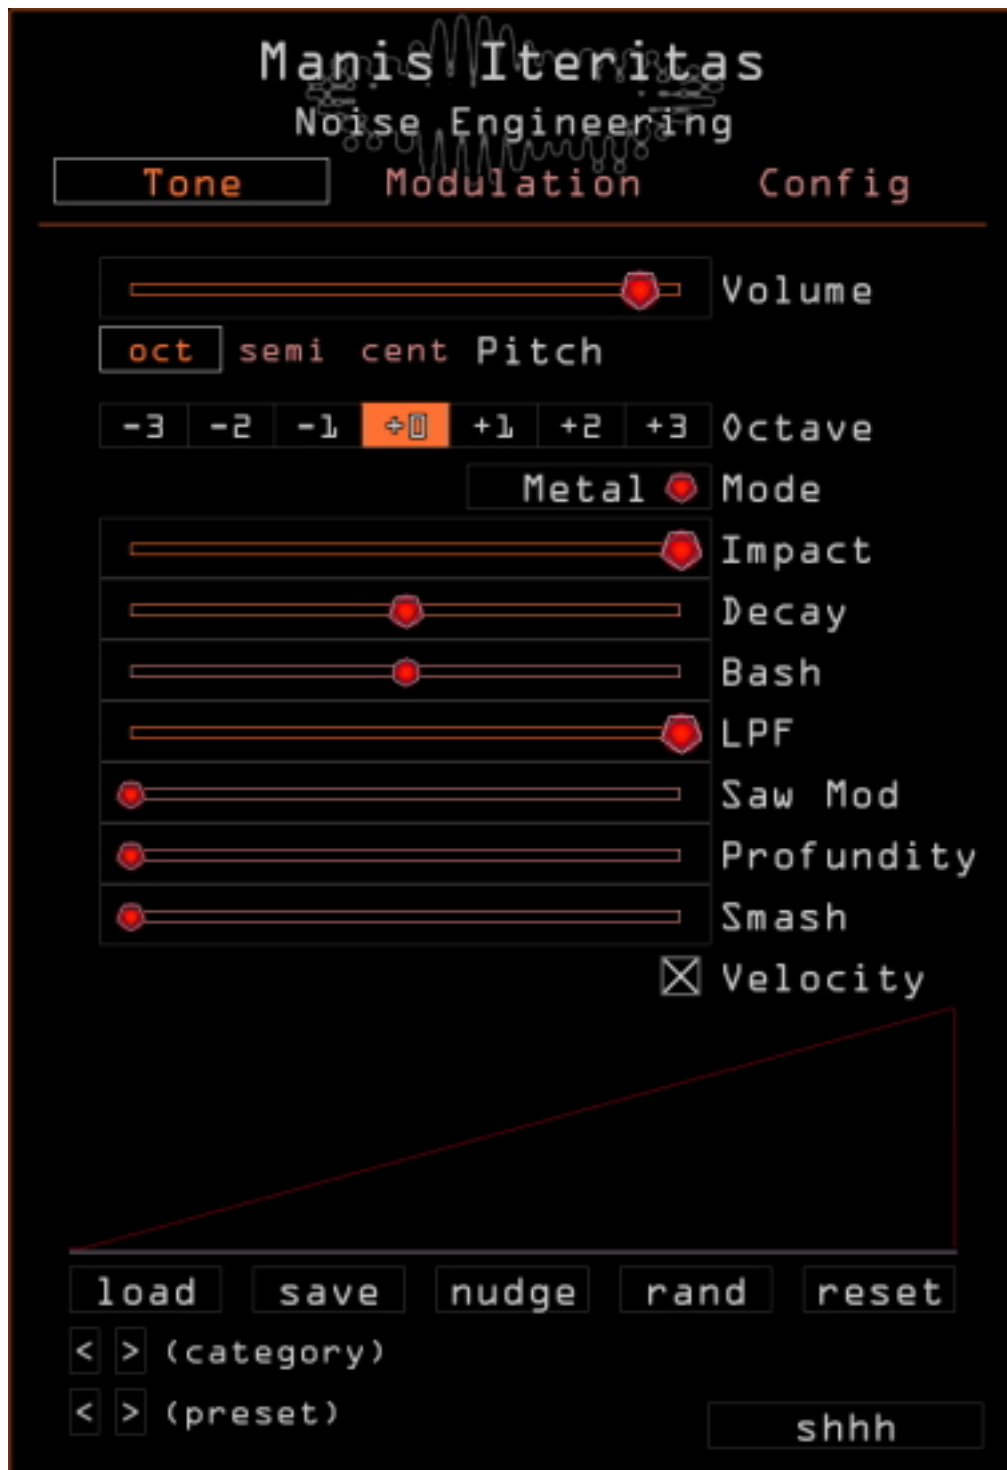 Manis Iteritas
Noise Engineering
Tone Modulation Config
Volume
oct semi cent Pitch
-3 -2 -1 +0 +1 +2 +3 Octave
Metal Mode
Impact
Decay
Bash
LPF
Saw Mod
Profundity
Smash
Velocity
load save nudge rand reset
< > (category)
< > (preset)
shhh